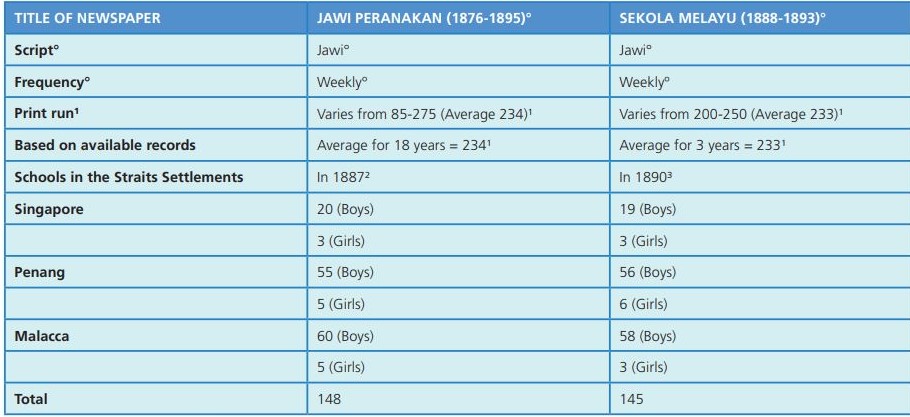 TITLE OF NEWSPAPER JAWI PERANAKAN (1876-1895)° SEKOLA MELAYU (1888-1893)°
Script° Jawi° Jawi°
Frequency° Weekly° Weekly°
Print run¹ Varies from 85-275 (Average 234)¹ Varies from 200-250 (Average 233)¹
Based on available records Average for 18 years = 234¹ Average for 3 years = 233¹
Schools in the Straits Settlements In 1887² In 1890³
Singapore 20 (Boys) 19 (Boys)
3 (Girls) 3 (Girls)
Penang 55 (Boys) 56 (Boys)
5 (Girls) 6 (Girls)
Malacca 60 (Boys) 58 (Boys)
5 (Girls) 3 (Girls)
Total 148 145